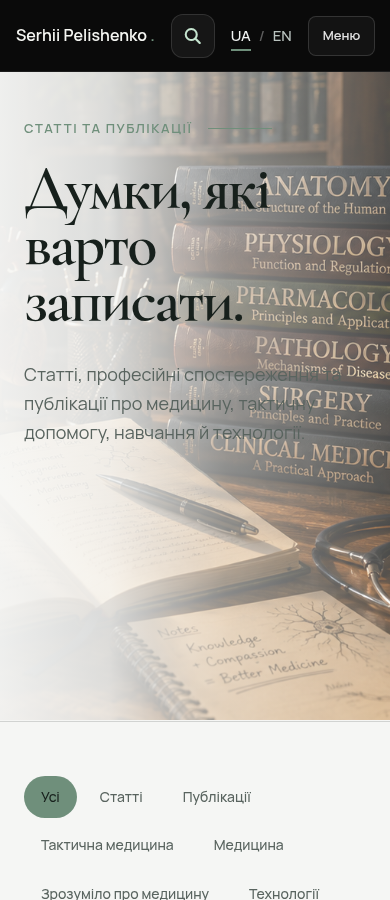 Serhii Pelishenko .
UA / EN
Меню
СТАТТІ ТА ПУБЛІКАЦІЇ
Думки, які
варто
записати.
Статті, професійні спостереження й
публікації про медицину, тактичну
допомогу, навчання й технології.
ANATOMY
The Structure of the Human
PHYSIOLOGY
Function and Regulation
PHARMACOLO
Principles and Applicat
PATHOLOGY
Mechanisms of Disease
SURGERY
Principles and Practice
CLINICAL MEDICI
A Practical Approach
Notes
Knowledge
+ Compassion
= Better Medicine
Усі
Статті
Публікації
Тактична медицина
Медицина
Зрозуміло про медицину
Технології